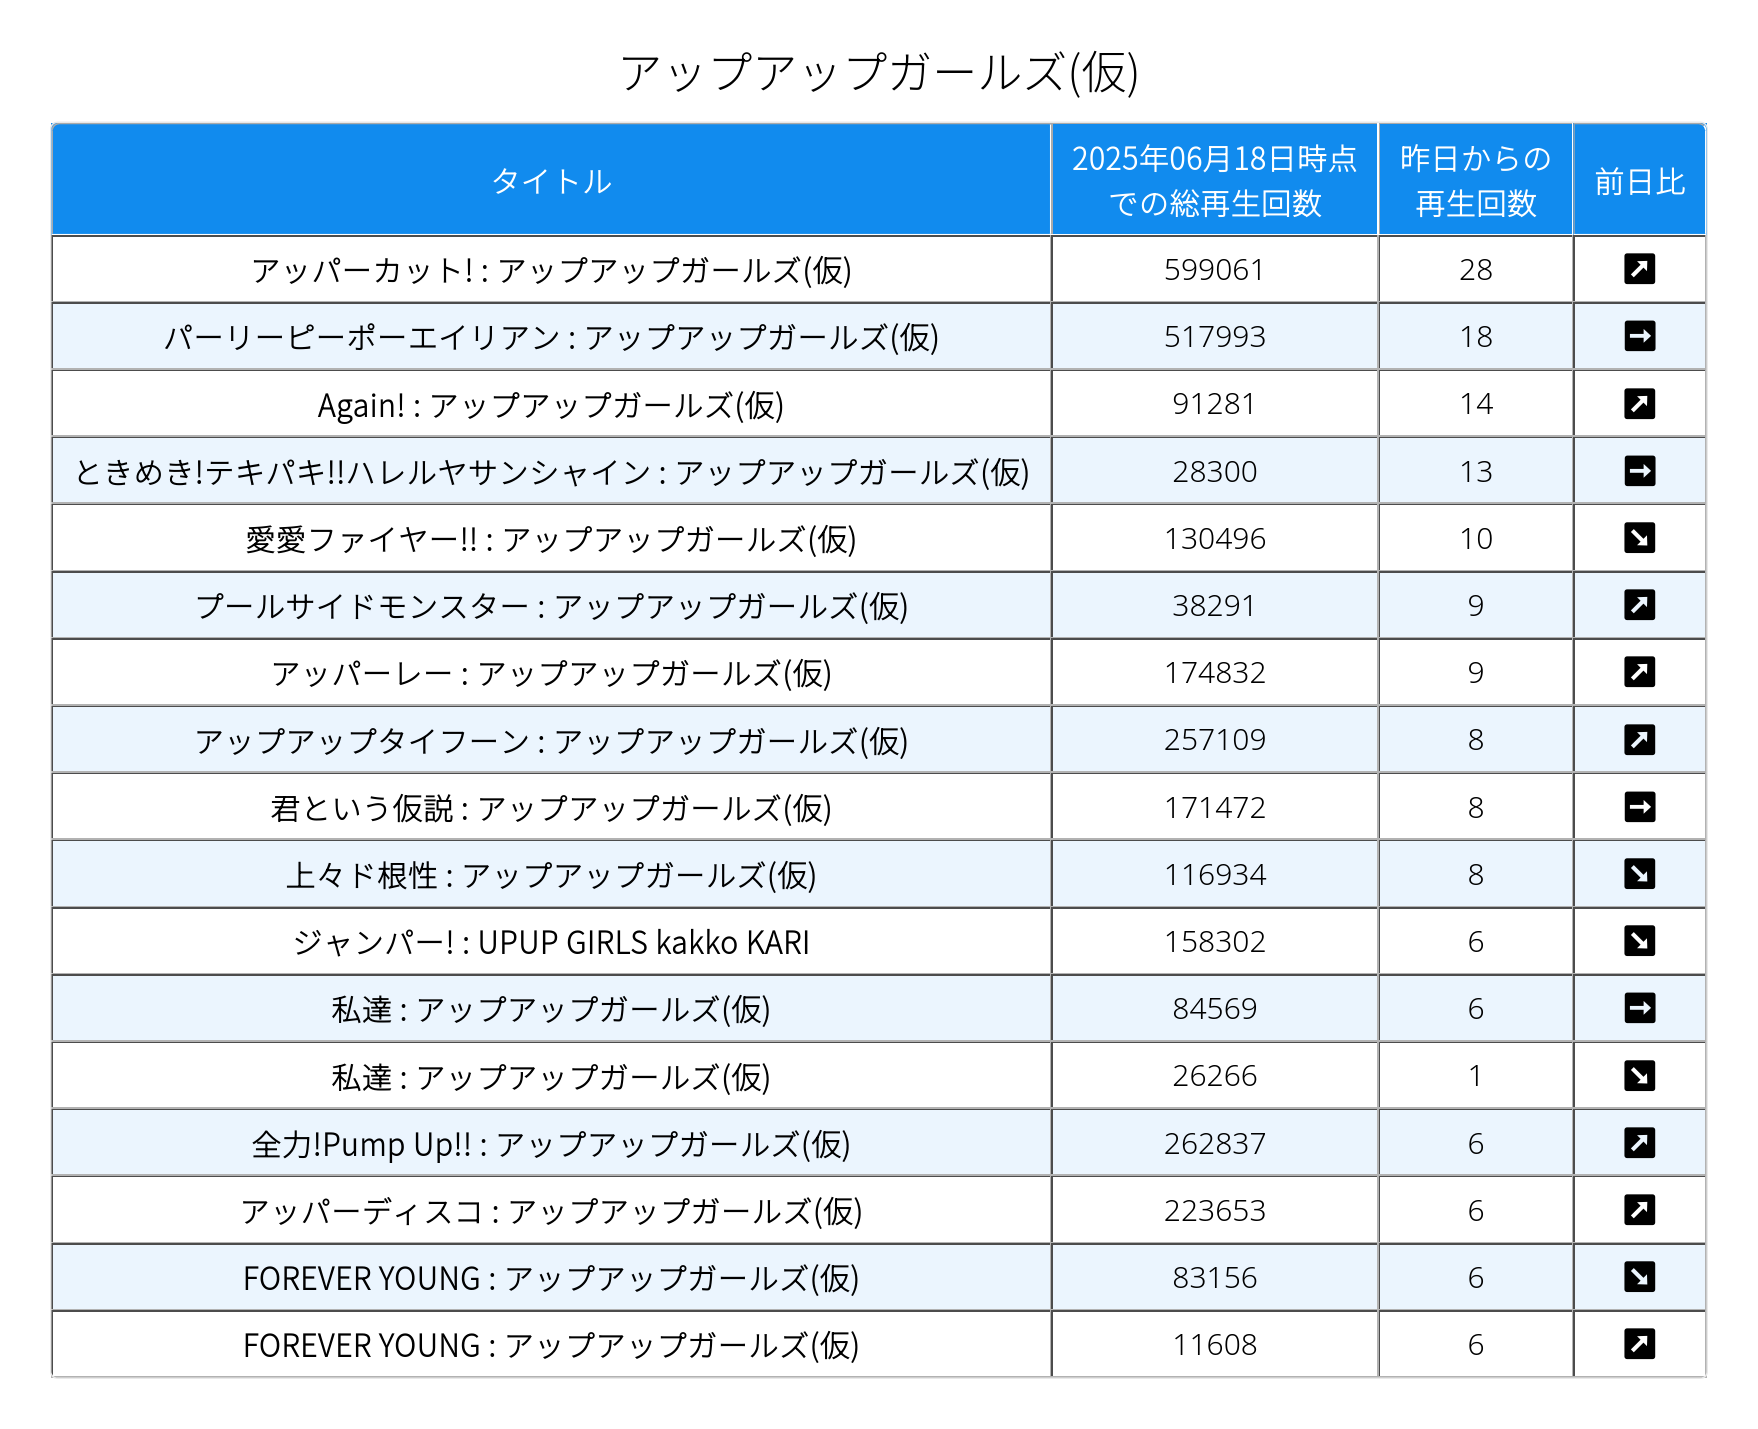 アップアップガールズ(仮)
タイトル
2025年06月18日時点
での総再生回数
昨日からの
再生回数
前日比
アッパーカット! : アップアップガールズ(仮) 599061 28 ↗
パーリーピーポーエイリアン : アップアップガールズ(仮) 517993 18 →
Again! : アップアップガールズ(仮) 91281 14 ↗
ときめき!テキパキ!!ハレルヤサンシャイン : アップアップガールズ(仮) 28300 13 →
愛愛ファイヤー!! : アップアップガールズ(仮) 130496 10 ↘
プールサイドモンスター : アップアップガールズ(仮) 38291 9 ↗
アッパーレー : アップアップガールズ(仮) 174832 9 ↗
アップアップタイフーン : アップアップガールズ(仮) 257109 8 ↗
君という仮説 : アップアップガールズ(仮) 171472 8 →
上々ド根性 : アップアップガールズ(仮) 116934 8 ↘
ジャンパー! : UPUP GIRLS kakko KARI 158302 6 ↘
私達 : アップアップガールズ(仮) 84569 6 →
私達 : アップアップガールズ(仮) 26266 1 ↘
全力!Pump Up!! : アップアップガールズ(仮) 262837 6 ↗
アッパーディスコ : アップアップガールズ(仮) 223653 6 ↗
FOREVER YOUNG : アップアップガールズ(仮) 83156 6 ↘
FOREVER YOUNG : アップアップガールズ(仮) 11608 6 ↗